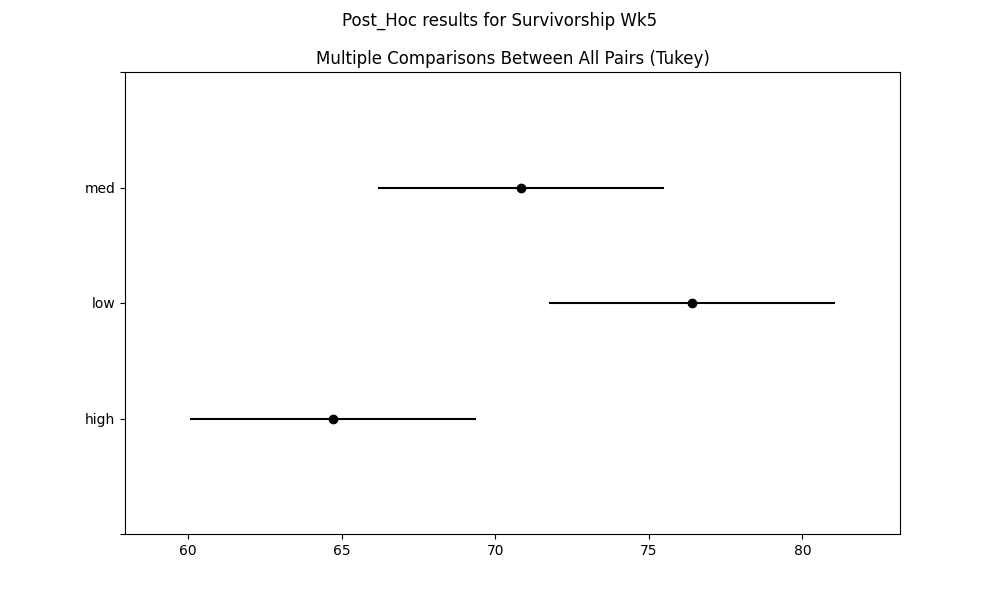 Post_Hoc results for Survivorship Wk5
Multiple Comparisons Between All Pairs (Tukey)
med
low
high
60 65 70 75 80